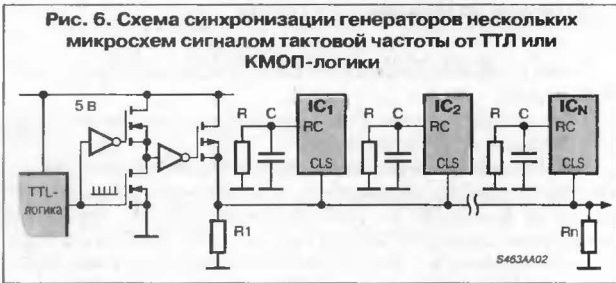 Рис. 6. Схема синхронизации генераторов нескольких
микросхем сигналом тактовой частоты от ТТЛ или
КМОП-логики
5 В
R C IC1
RC
CLS
R C IC2
RC
CLS
R C ICN
RC
CLS
TTL-
логика
R1
Rn
S463AA02